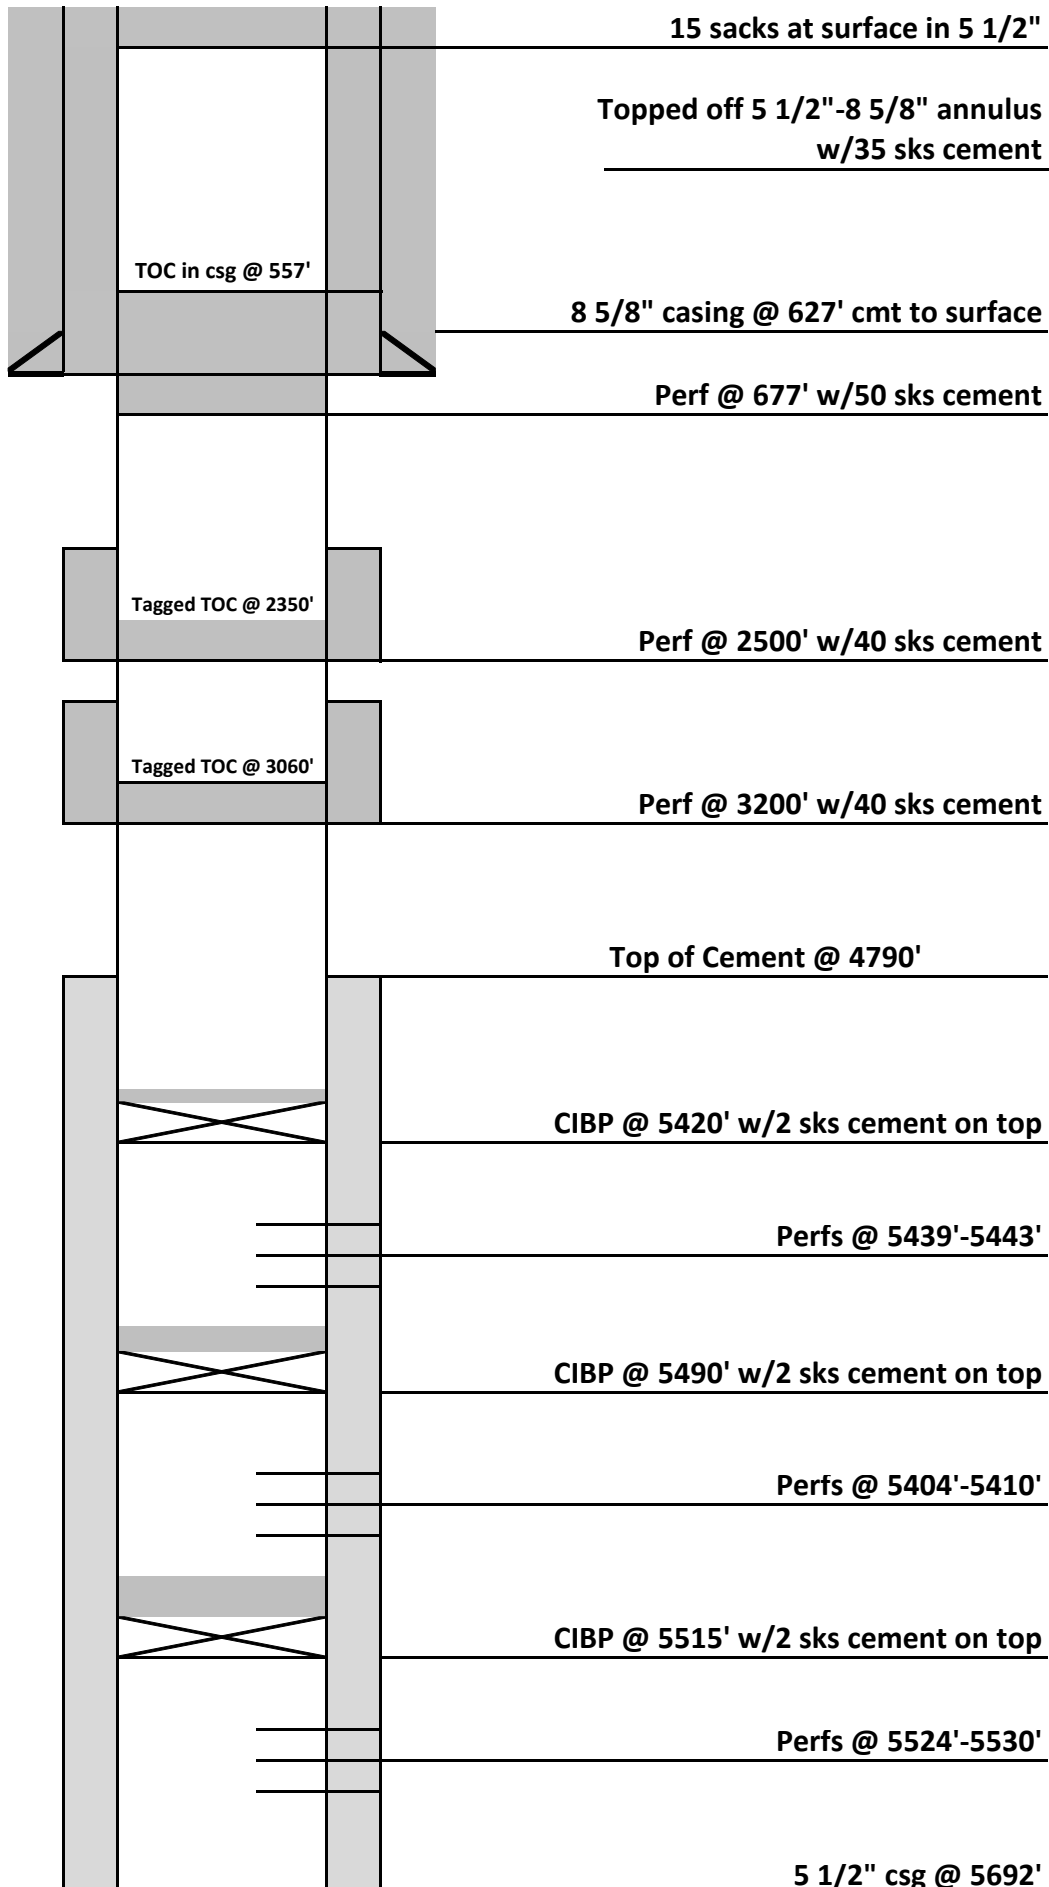 15 sacks at surface in 5 1/2"
Topped off 5 1/2"-8 5/8" annulus
w/35 sks cement
TOC in csg @ 557'
8 5/8" casing @ 627' cmt to surface
Perf @ 677' w/50 sks cement
Tagged TOC @ 2350'
Perf @ 2500' w/40 sks cement
Tagged TOC @ 3060'
Perf @ 3200' w/40 sks cement
Top of Cement @ 4790'
CIBP @ 5420' w/2 sks cement on top
Perfs @ 5439'-5443'
CIBP @ 5490' w/2 sks cement on top
Perfs @ 5404'-5410'
CIBP @ 5515' w/2 sks cement on top
Perfs @ 5524'-5530'
5 1/2" csg @ 5692'